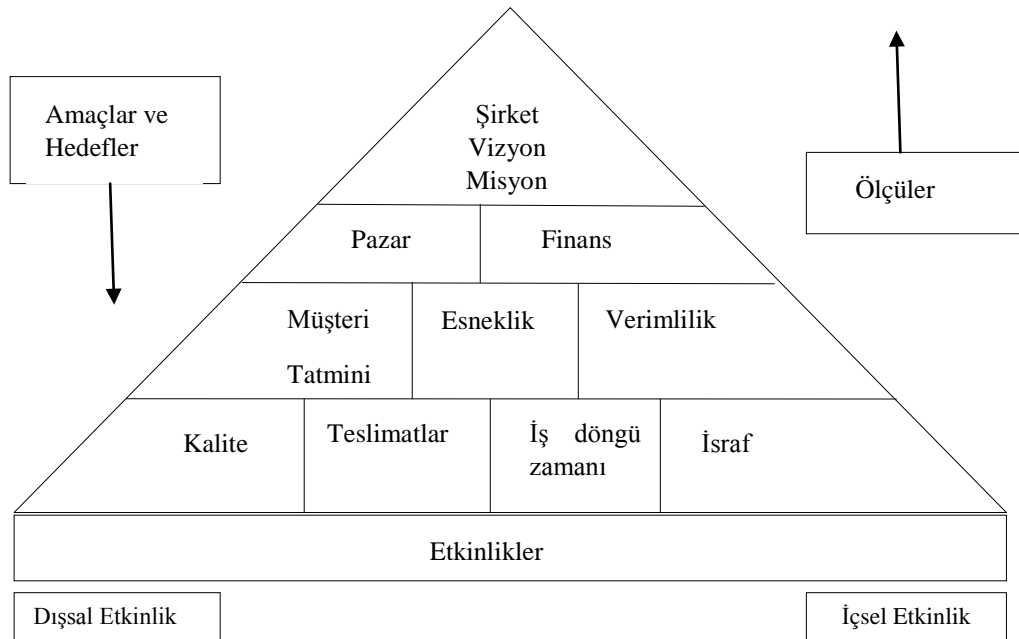 Amaçlar ve
Hedefler
Şirket
Vizyon
Misyon
Ölçüler
Pazar
Finans
Müşteri
Tatmini
Esneklik
Verimlilik
Kalite
Teslimatlar
İş döngü
zamanı
İsraf
Etkinlikler
Dışsal Etkinlik
İçsel Etkinlik